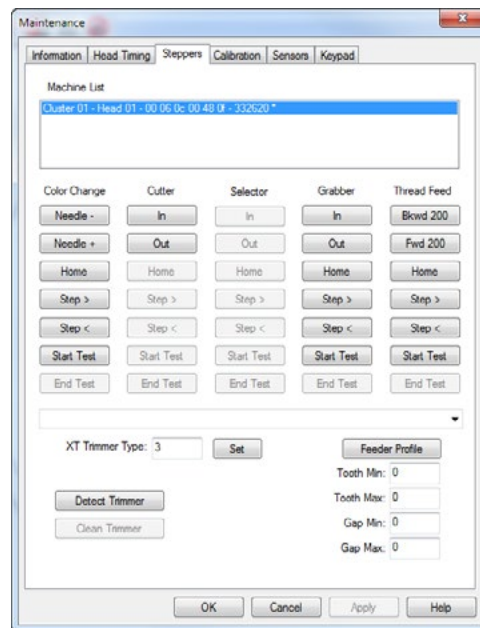 Maintenance
Information Head Timing Steppers Calibration Sensors Keypad
Machine List
Cluster 01 - Head 01 - 00 06 0c 00 48 0f - 332620 *
Color Change Cutter Selector Grabber Thread Feed
Needle - In In In Bkwd 200
Needle + Out Out Out Fwd 200
Home Home Home Home Home
Step > Step > Step > Step > Step >
Step < Step < Step < Step < Step <
Start Test Start Test Start Test Start Test Start Test
End Test End Test End Test End Test End Test
XT Trimmer Type: 3 Set Feeder Profile
Tooth Min: 0
Detect Trimmer Tooth Max: 0
Clean Trimmer Gap Min: 0
Gap Max: 0
OK Cancel Apply Help